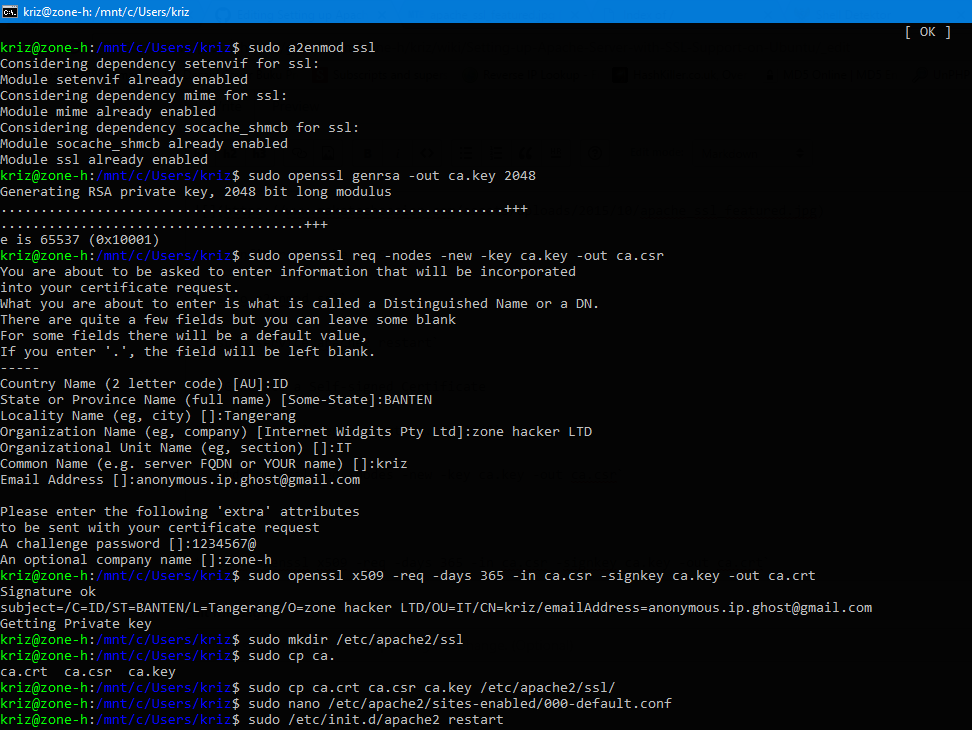 kriz@zone-h: /mnt/c/Users/kriz
[ OK ]
kriz@zone-h:/mnt/c/Users/kriz$ sudo a2enmod ssl
Considering dependency setenvif for ssl:
Module setenvif already enabled
Considering dependency mime for ssl:
Module mime already enabled
Considering dependency socache_shmcb for ssl:
Module socache_shmcb already enabled
Module ssl already enabled
kriz@zone-h:/mnt/c/Users/kriz$ sudo openssl genrsa -out ca.key 2048
Generating RSA private key, 2048 bit long modulus
...............................................................+++
......................................+++
e is 65537 (0x10001)
kriz@zone-h:/mnt/c/Users/kriz$ sudo openssl req -nodes -new -key ca.key -out ca.csr
You are about to be asked to enter information that will be incorporated
into your certificate request.
What you are about to enter is what is called a Distinguished Name or a DN.
There are quite a few fields but you can leave some blank
For some fields there will be a default value,
If you enter '.', the field will be left blank.
-----
Country Name (2 letter code) [AU]:ID
State or Province Name (full name) [Some-State]:BANTEN
Locality Name (eg, city) []:Tangerang
Organization Name (eg, company) [Internet Widgits Pty Ltd]:zone hacker LTD
Organizational Unit Name (eg, section) []:IT
Common Name (e.g. server FQDN or YOUR name) []:kriz
Email Address []:anonymous.ip.ghost@gmail.com
Please enter the following 'extra' attributes
to be sent with your certificate request
A challenge password []:1234567@
An optional company name []:zone-h
kriz@zone-h:/mnt/c/Users/kriz$ sudo openssl x509 -req -days 365 -in ca.csr -signkey ca.key -out ca.crt
Signature ok
subject=/C=ID/ST=BANTEN/L=Tangerang/O=zone hacker LTD/OU=IT/CN=kriz/emailAddress=anonymous.ip.ghost@gmail.com
Getting Private key
kriz@zone-h:/mnt/c/Users/kriz$ sudo mkdir /etc/apache2/ssl
kriz@zone-h:/mnt/c/Users/kriz$ sudo cp ca.
ca.crt  ca.csr  ca.key
kriz@zone-h:/mnt/c/Users/kriz$ sudo cp ca.crt ca.csr ca.key /etc/apache2/ssl/
kriz@zone-h:/mnt/c/Users/kriz$ sudo nano /etc/apache2/sites-enabled/000-default.conf
kriz@zone-h:/mnt/c/Users/kriz$ sudo /etc/init.d/apache2 restart